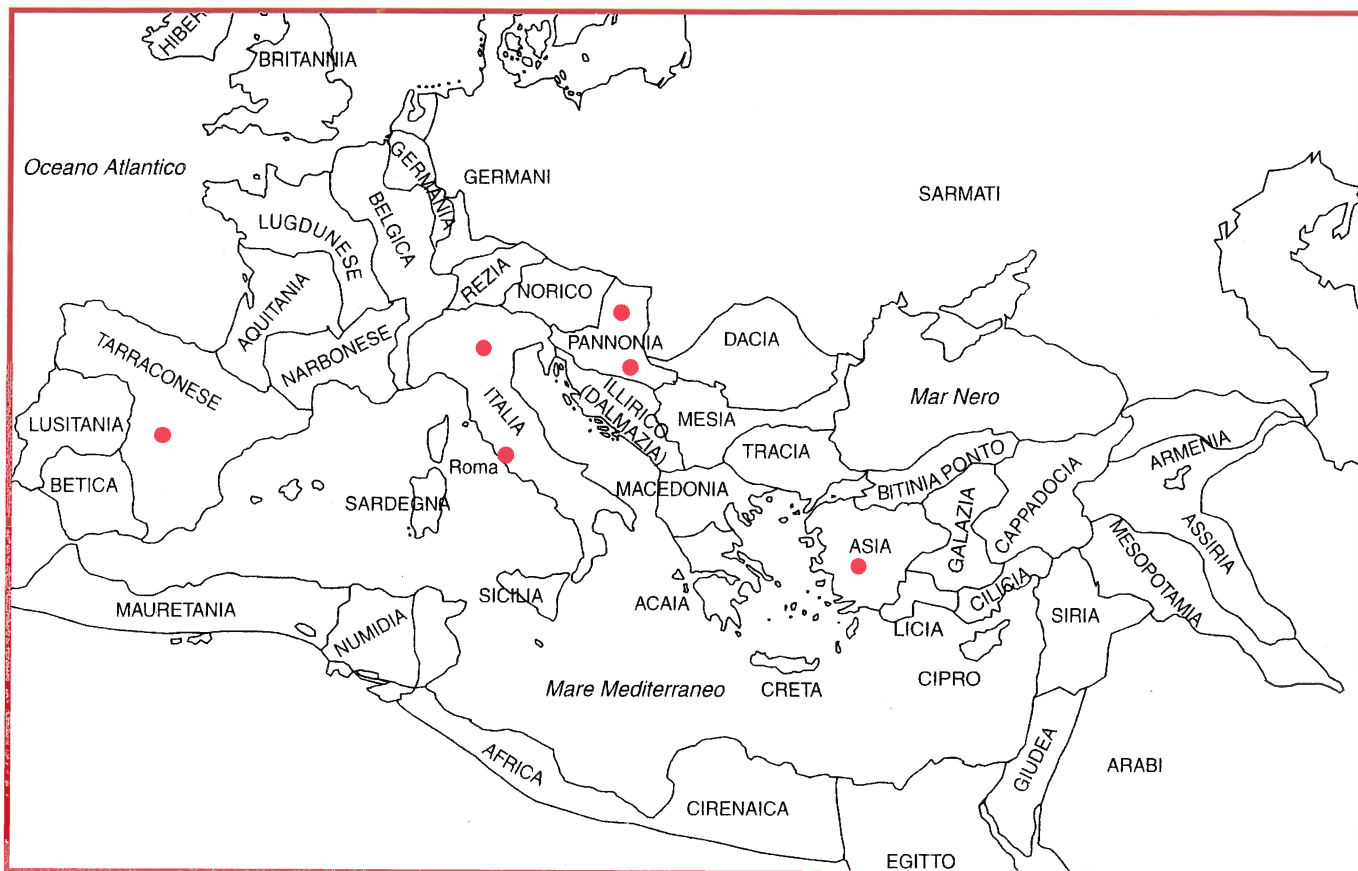 HIBER
BRITANNIA
Oceano Atlantico
GERMANIA
GERMANI
SARMATI
BELGICA
LUGDUNESE
REZIA
NORICO
AQUITANIA
PANNONIA
DACIA
TARRACONESE
NARBONESE
ITALIA
ILLIRICO
(DALMAZIA)
MESIA
Mar Nero
LUSITANIA
TRACIA
ARMENIA
Roma
BITINIA PONTO
BETICA
SARDEGNA
MACEDONIA
GALAZIA
CAPPADOCIA
ASSIRIA
ASIA
MESOPOTAMIA
SICILIA
ACAIA
CILICIA
MAURETANIA
NUMIDIA
LICIA
SIRIA
Mare Mediterraneo
CRETA
CIPRO
AFRICA
GIUDEA
ARABI
CIRENAICA
EGITTO